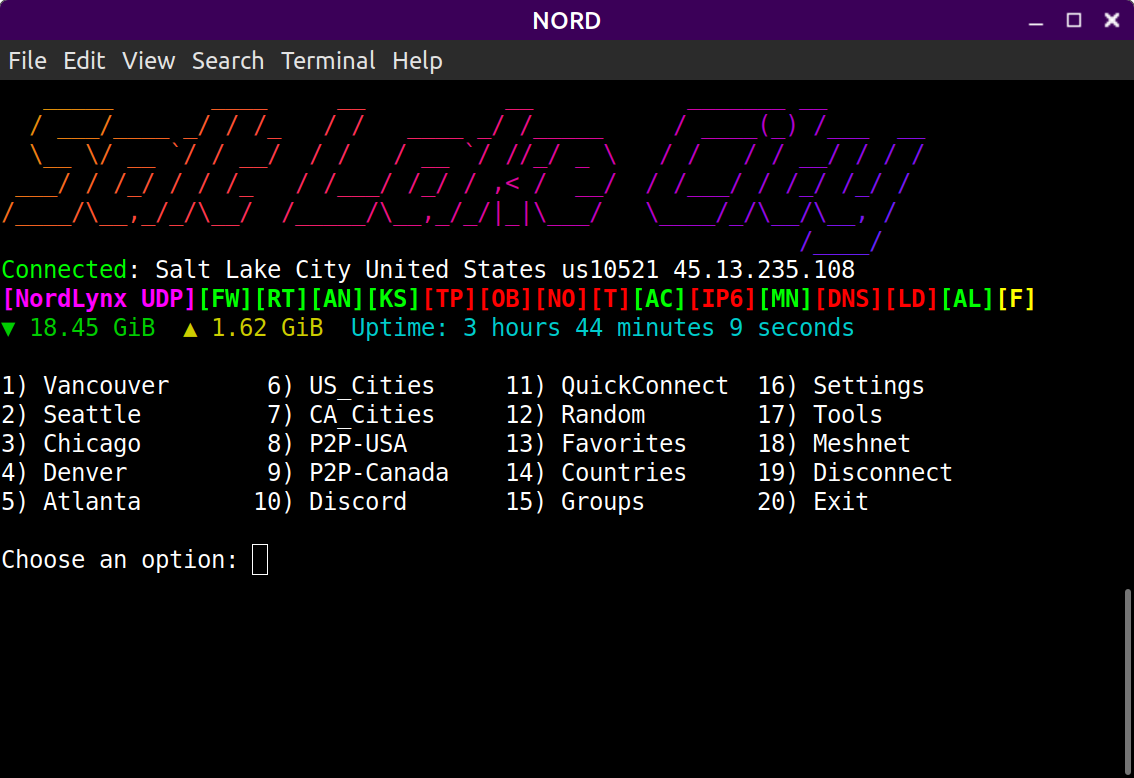 NORD
File Edit View Search Terminal Help
Salt Lake City
Connected: Salt Lake City United States us10521 45.13.235.108
[NordLynx UDP][FW][RT][AN][KS][TP][OB][NO][T][AC][IP6][MN][DNS][LD][AL][F]
▼ 18.45 GiB ▲ 1.62 GiB Uptime: 3 hours 44 minutes 9 seconds
1) Vancouver 6) US_Cities 11) QuickConnect 16) Settings
2) Seattle 7) CA_Cities 12) Random 17) Tools
3) Chicago 8) P2P-USA 13) Favorites 18) Meshnet
4) Denver 9) P2P-Canada 14) Countries 19) Disconnect
5) Atlanta 10) Discord 15) Groups 20) Exit
Choose an option: